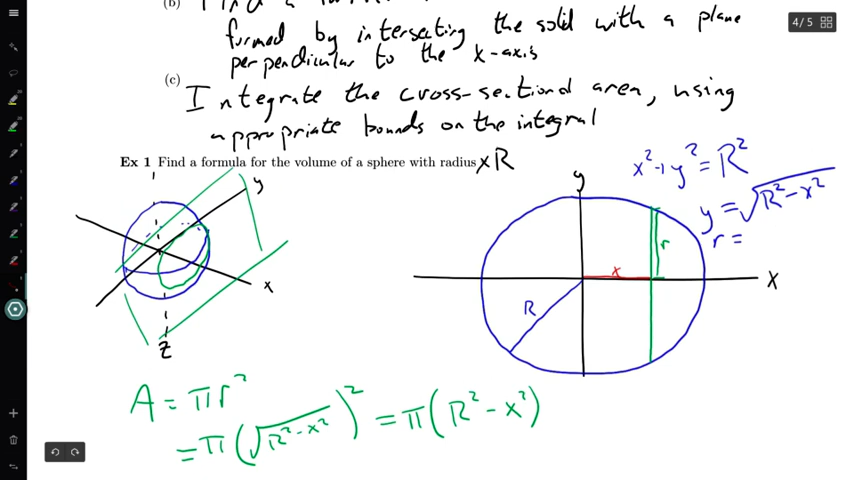 (b)
formed by intersecting the solid with a plane
perpendicular to the x-axis
(c) Integrate the cross-sectional area, using
appropriate bounds on the integral
Ex 1 Find a formula for the volume of a sphere with radius R
x² + y² = R²
y = √(R² - x²)
r =
y
x
z
y
x
r
R
X
A = πr²
= π(√(R² - x²))² = π(R² - x²)
4/5